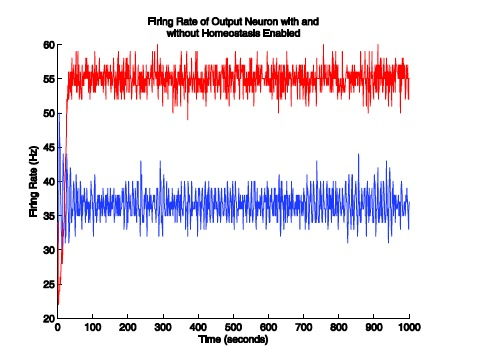 Firing Rate of Output Neuron with and
without Homeostasis Enabled
60
55
50
45
40
35
30
25
20
Firing Rate (Hz)
0 100 200 300 400 500 600 700 800 900 1000
Time (seconds)